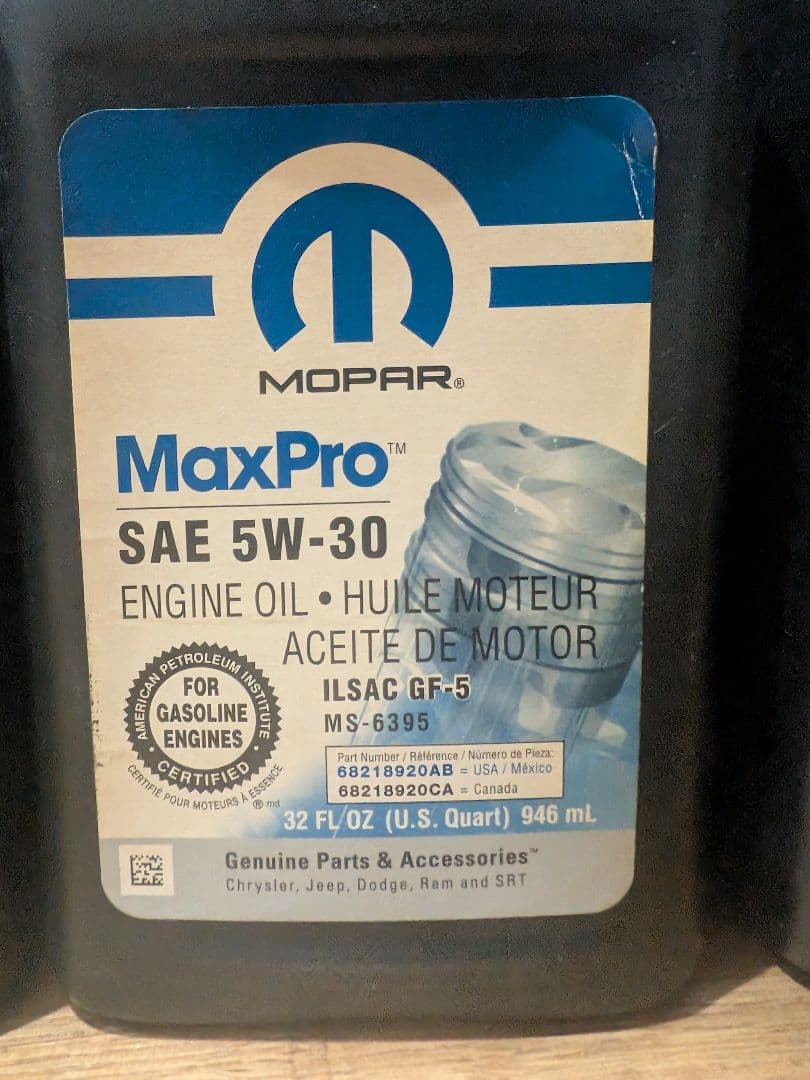 MOPAR®
MaxPro™
SAE 5W-30
ENGINE OIL • HUILE MOTEUR
ACEITE DE MOTOR
ILSAC GF-5
MS-6395
AMERICAN PETROLEUM INSTITUTE
FOR
GASOLINE
ENGINES
• CERTIFIED •
CERTIFIÉ POUR MOTEURS À ESSENCE
® md
Part Number / Référence / Número de Pieza:
68218920AB = USA / México
68218920CA = Canada
32 FL OZ (U.S. Quart) 946 mL
Genuine Parts & Accessories™
Chrysler, Jeep, Dodge, Ram and SRT